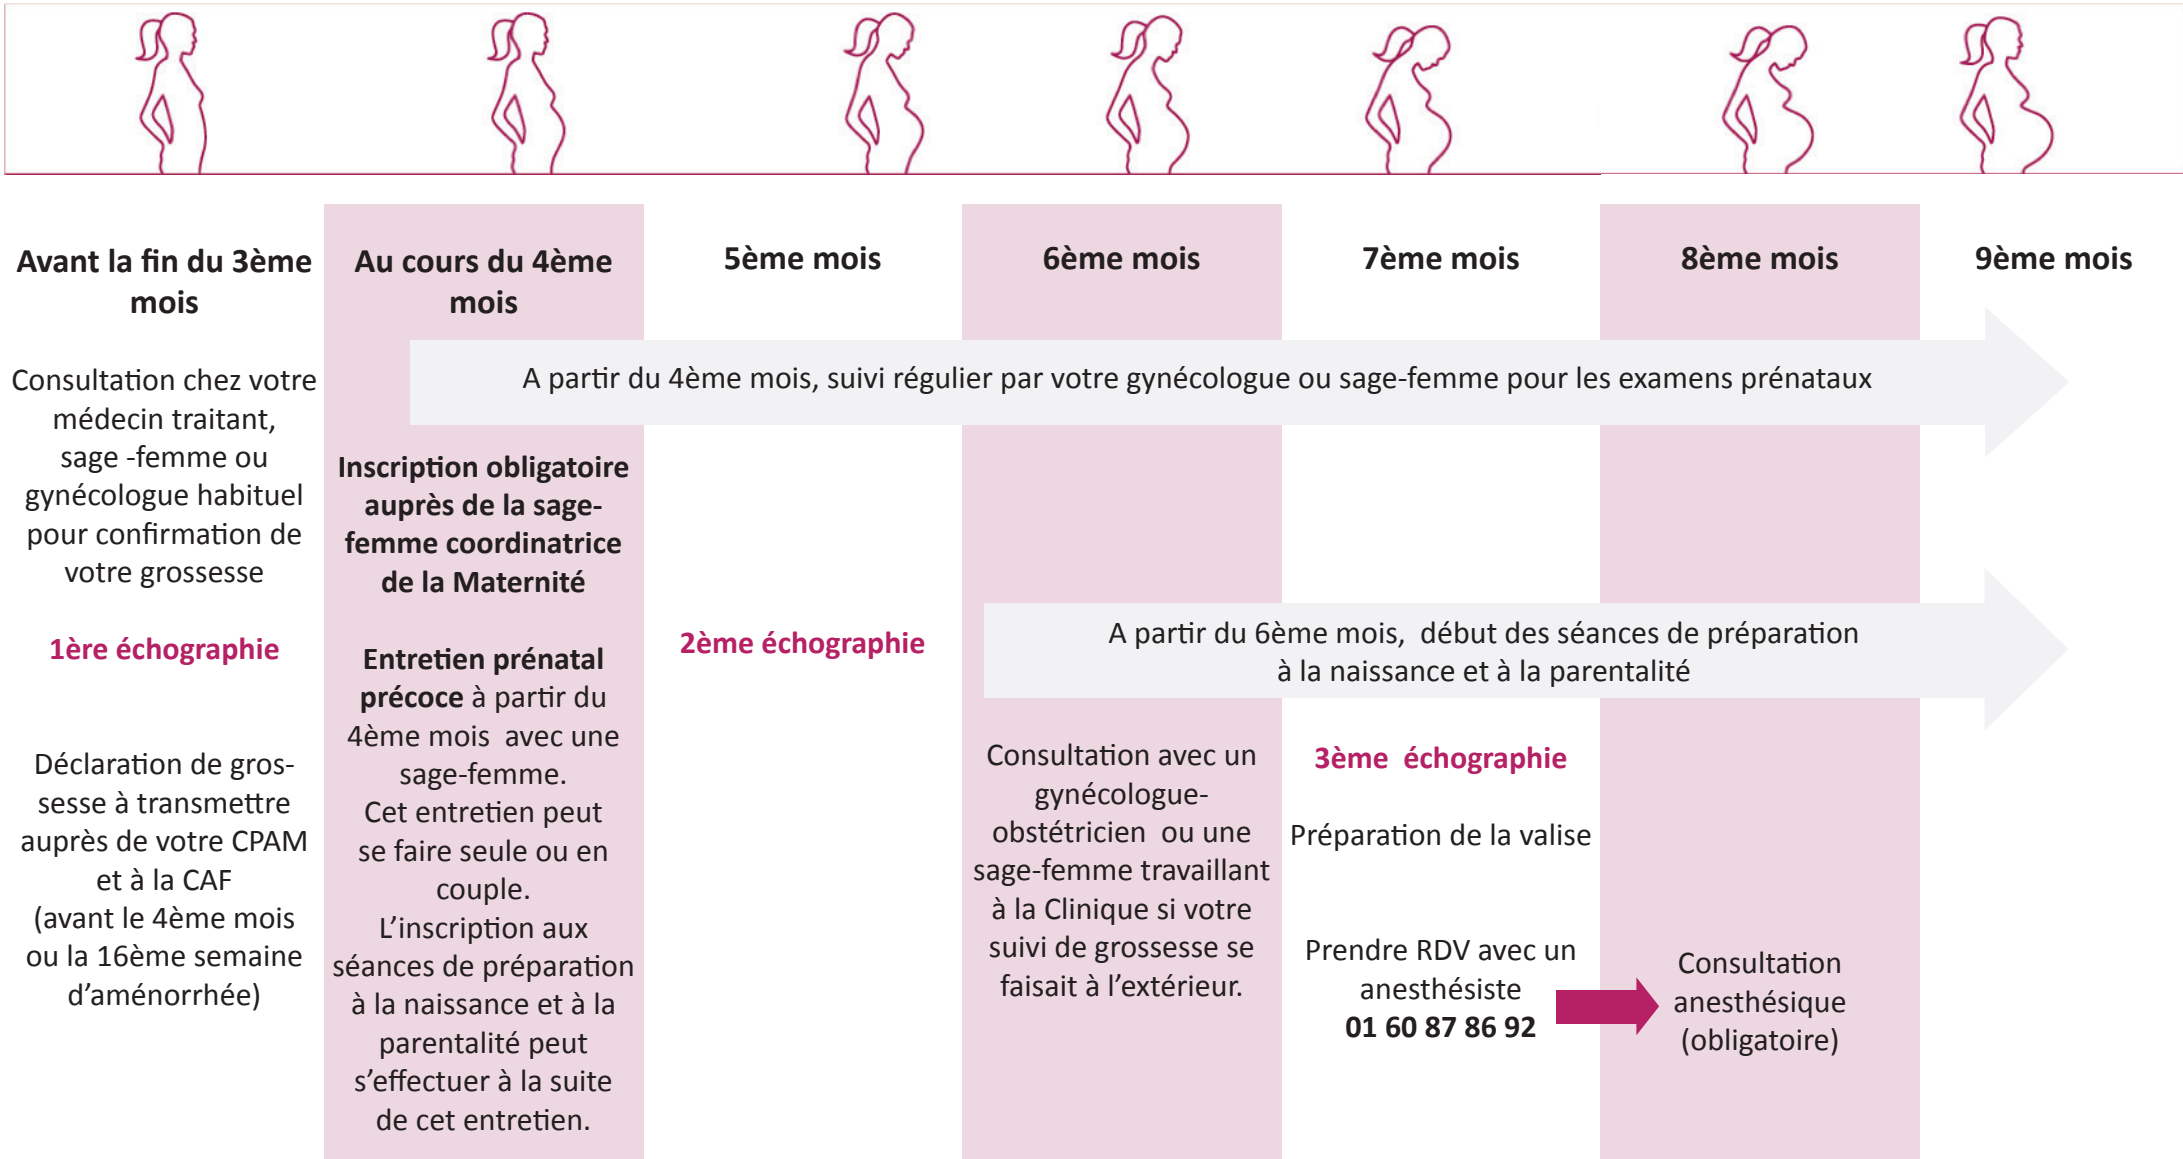 Avant la fin du 3ème
mois
Consultation chez votre
médecin traitant,
sage -femme ou
gynécologue habituel
pour confirmation de
votre grossesse
1ère échographie
Déclaration de gros-
sesse à transmettre
auprès de votre CPAM
et à la CAF
(avant le 4ème mois
ou la 16ème semaine
d'aménorrhée)
Au cours du 4ème
mois
A partir du 4ème mois, suivi régulier par votre gynécologue ou sage-femme pour les examens prénataux
Inscription obligatoire
auprès de la sage-
femme coordinatrice
de la Maternité
Entretien prénatal
précoce à partir du
4ème mois avec une
sage-femme.
Cet entretien peut
se faire seule ou en
couple.
L'inscription aux
séances de préparation
à la naissance et à la
parentalité peut
s'effectuer à la suite
de cet entretien.
5ème mois
2ème échographie
6ème mois
A partir du 6ème mois, début des séances de préparation
à la naissance et à la parentalité
Consultation avec un
gynécologue-
obstétricien ou une
sage-femme travaillant
à la Clinique si votre
suivi de grossesse se
faisait à l'extérieur.
7ème mois
3ème échographie
Préparation de la valise
Prendre RDV avec un
anesthésiste
01 60 87 86 92
8ème mois
Consultation
anesthésique
(obligatoire)
9ème mois